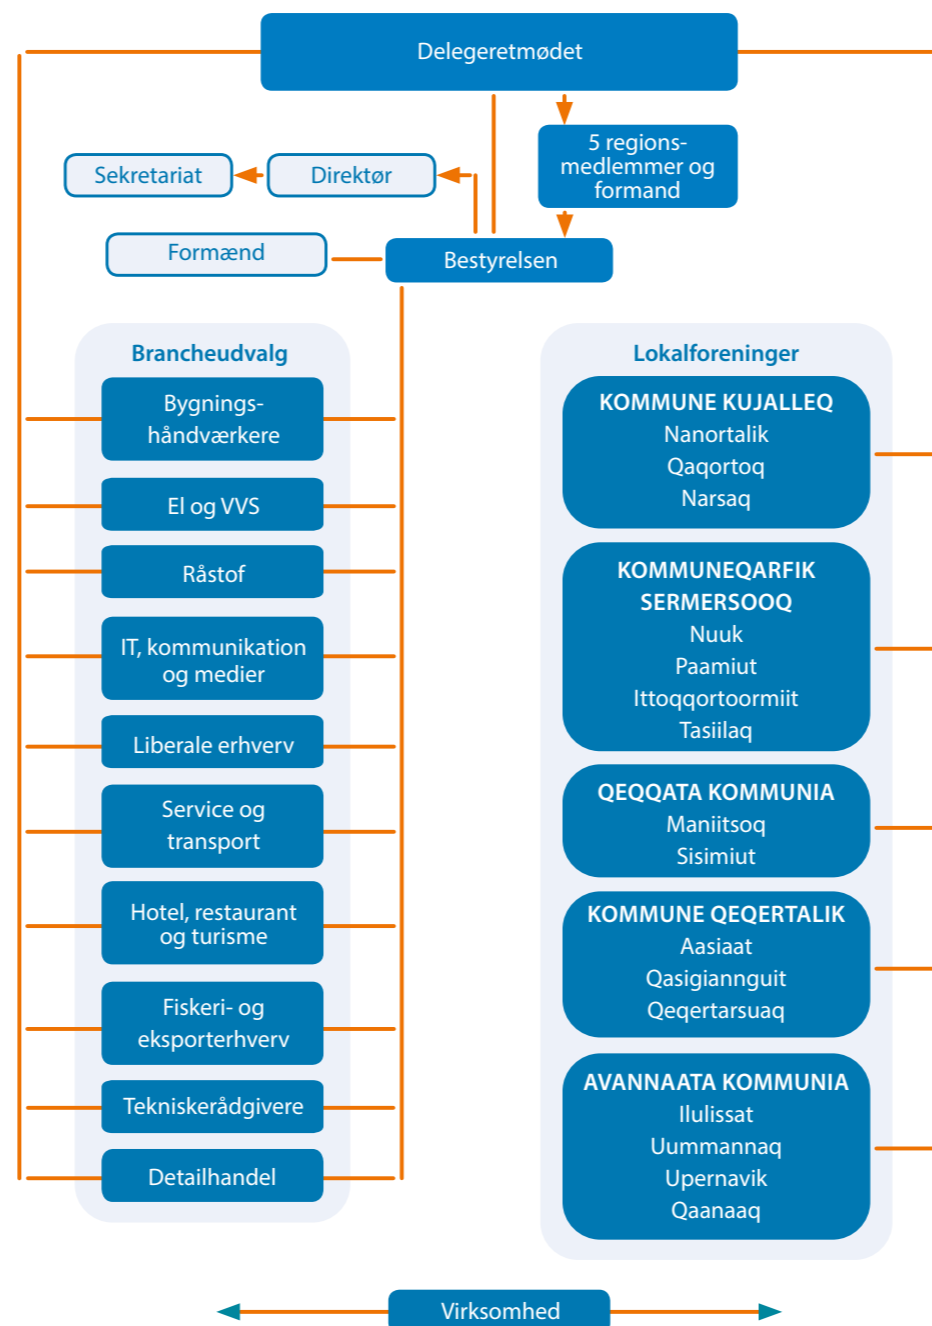 Delegeretmødet
5 regions-
medlemmer og
formand
Sekretariat
Direktør
Formænd
Bestyrelsen
Brancheudvalg
Bygnings-
håndværkere
El og VVS
Råstof
IT, kommunikation
og medier
Liberale erhverv
Service og
transport
Hotel, restaurant
og turisme
Fiskeri- og
eksporterhverv
Tekniskerådgivere
Detailhandel
Lokalforeninger
KOMMUNE KUJALLEQ
Nanortalik
Qaqortoq
Narsaq
KOMMUNEQARFIK
SERMERSOOQ
Nuuk
Paamiut
Ittoqqortoormiit
Tasiilaq
QEQQATA KOMMUNIA
Maniitsoq
Sisimiut
KOMMUNE QEQERTALIK
Aasiaat
Qasigiannguit
Qeqertarsuaq
AVANNAATA KOMMUNIA
Ilulissat
Uummannaq
Upernavik
Qaanaaq
Virksomhed